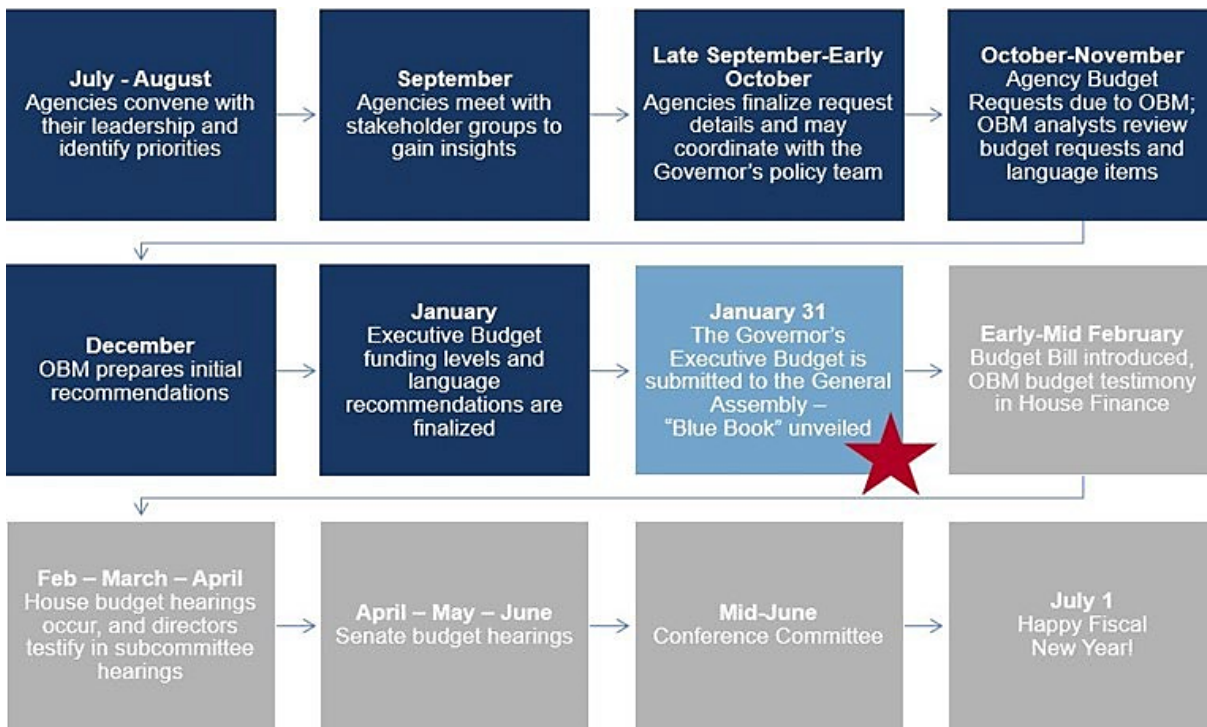 July - August
Agencies convene with
their leadership and
identify priorities
September
Agencies meet with
stakeholder groups to
gain insights
Late September-Early
October
Agencies finalize request
details and may
coordinate with the
Governor's policy team
October-November
Agency Budget
Requests due to OBM;
OBM analysts review
budget requests and
language items
December
OBM prepares initial
recommendations
January
Executive Budget
funding levels and
language
recommendations are
finalized
January 31
The Governor's
Executive Budget is
submitted to the General
Assembly –
“Blue Book” unveiled
Early-Mid February
Budget Bill introduced,
OBM budget testimony
in House Finance
Feb – March – April
House budget hearings
occur, and directors
testify in subcommittee
hearings
April – May – June
Senate budget hearings
Mid-June
Conference Committee
July 1
Happy Fiscal
New Year!